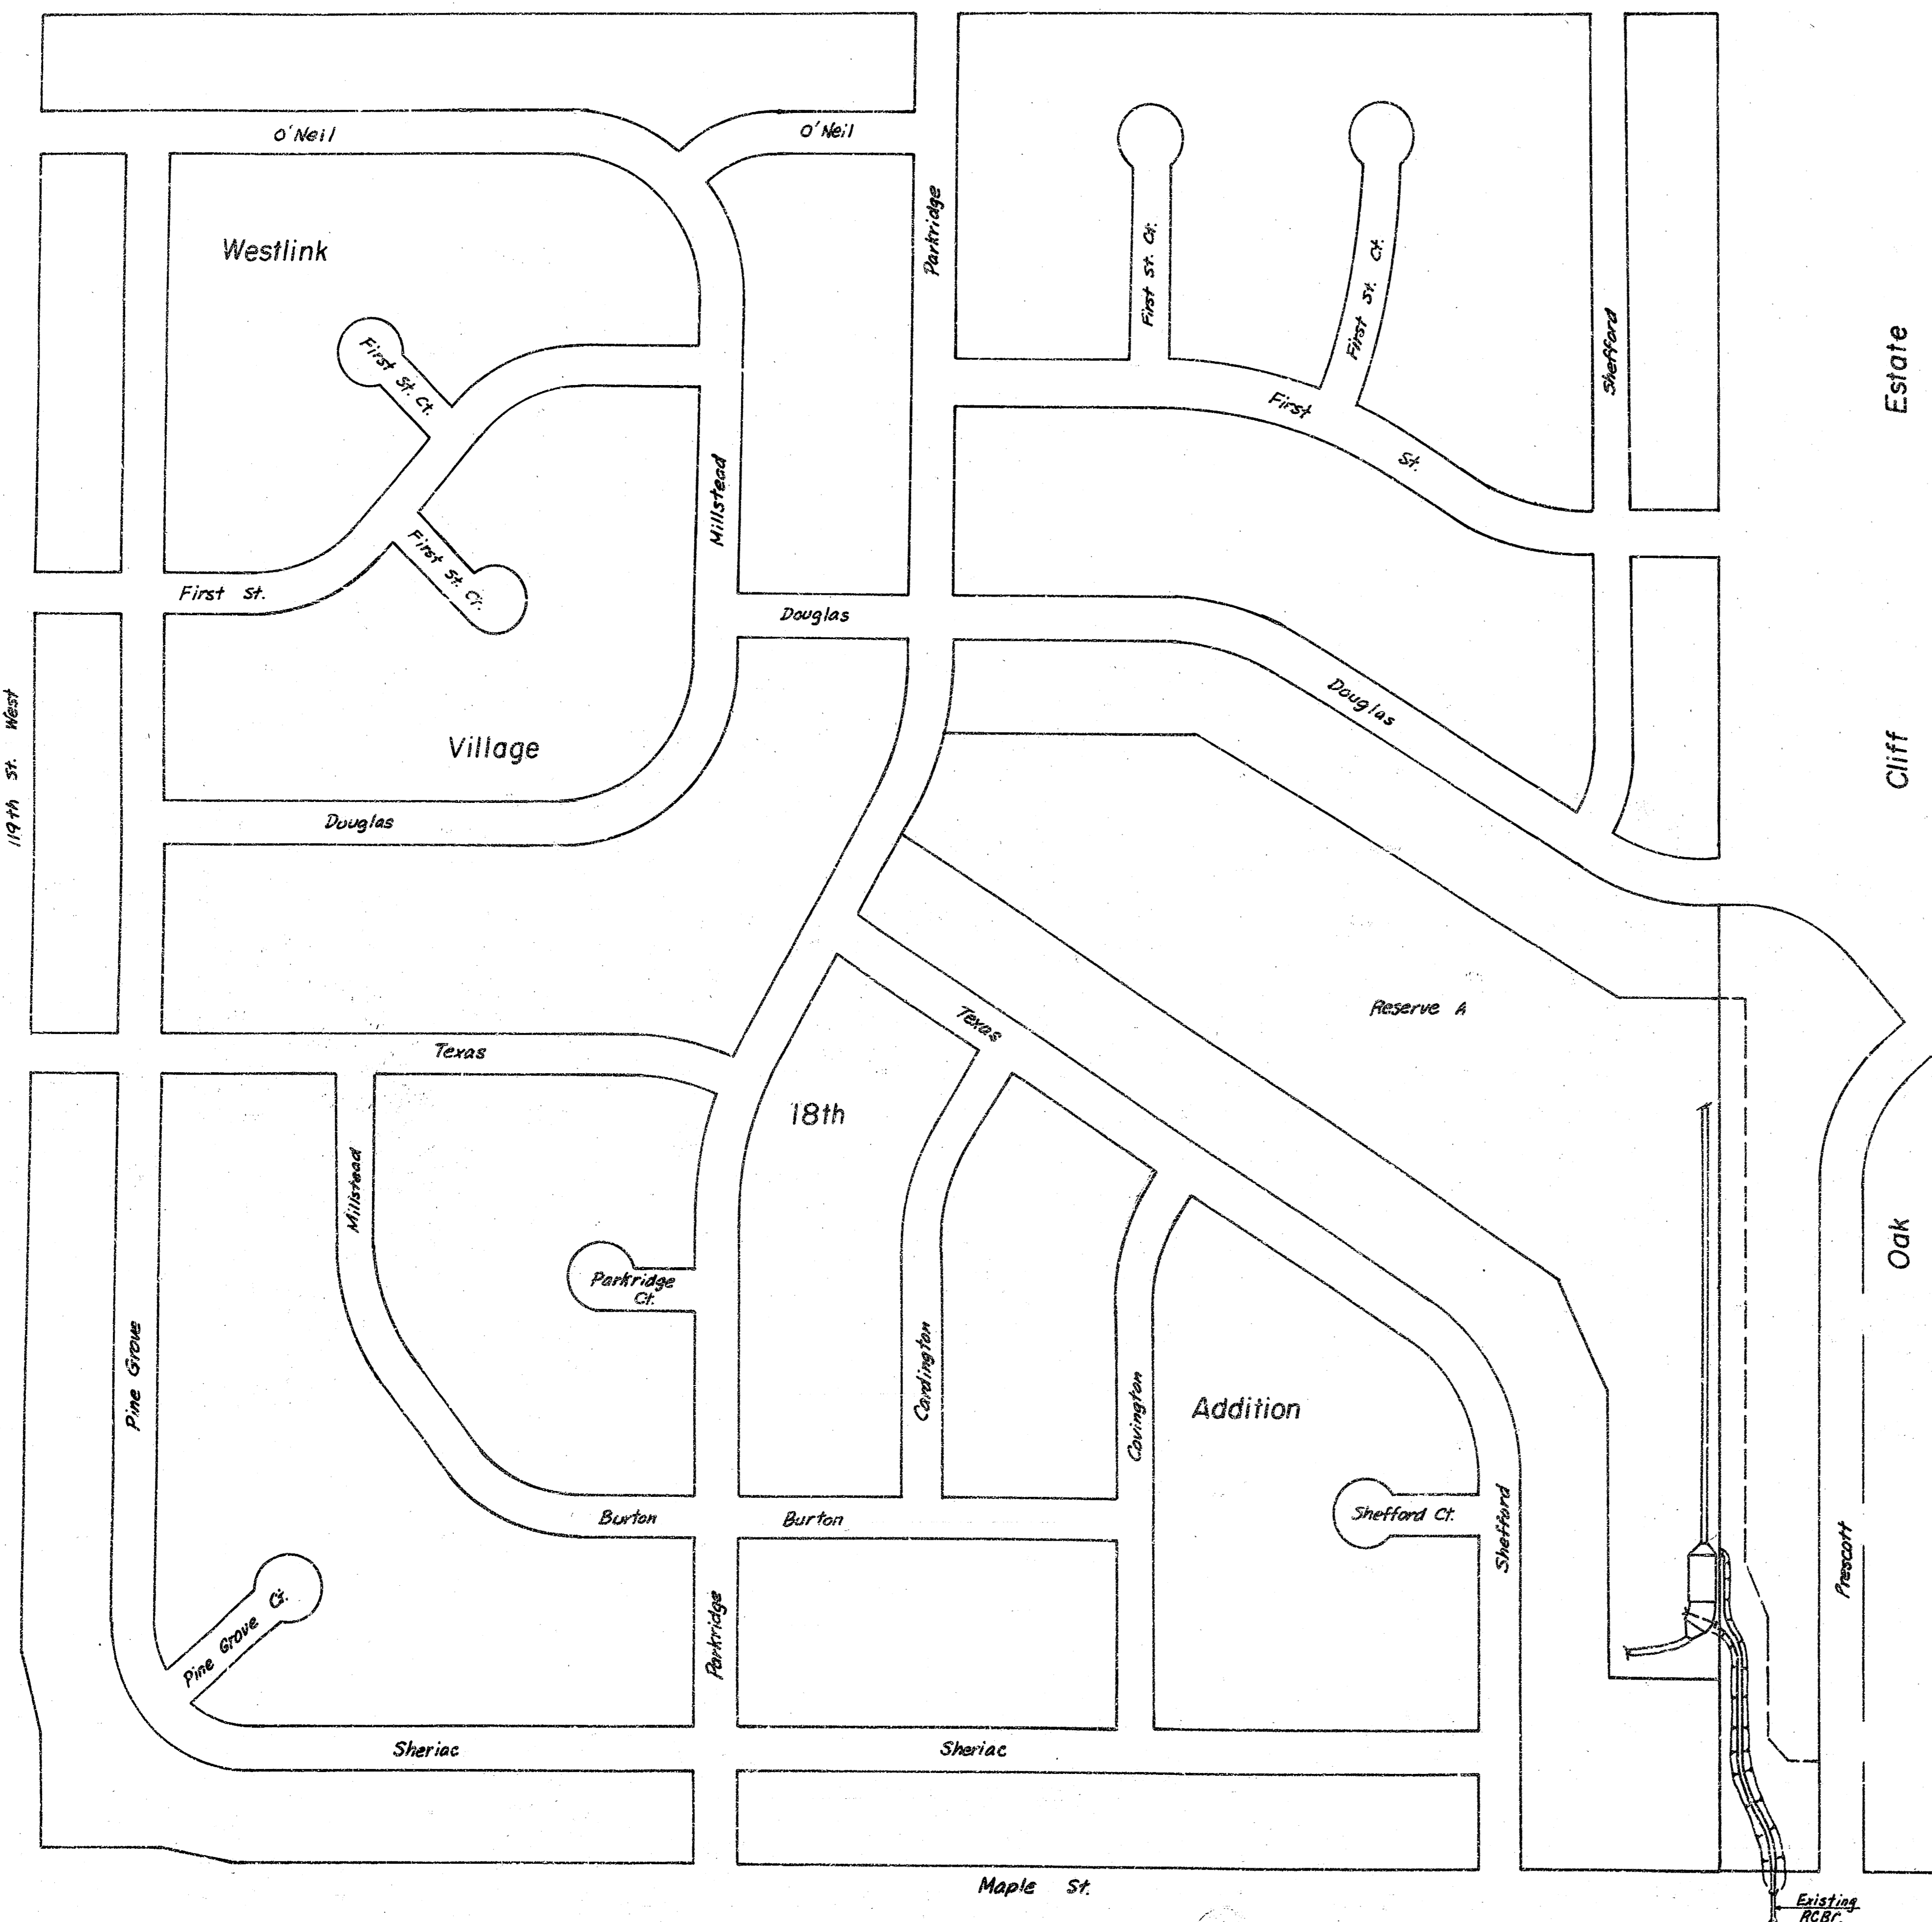 O'Neil
O'Neil
Parkridge
Westlink
First St. Ct.
First St. Ct.
Shefford
Estate
First St. Ct.
First
St.
Millstead
First St. Ct.
First St.
Douglas
Douglas
119th St. West
Village
Cliff
Douglas
Reserve A
Texas
Texas
18th
Millstead
Oak
Parkridge
Ct.
Pine Grove
Cardington
Covington
Addition
Shefford Ct.
Burton
Burton
Shefford
Prescott
Pine Grove Ct.
Parkridge
Sheriac
Sheriac
Maple St.
Existing
RCBr.